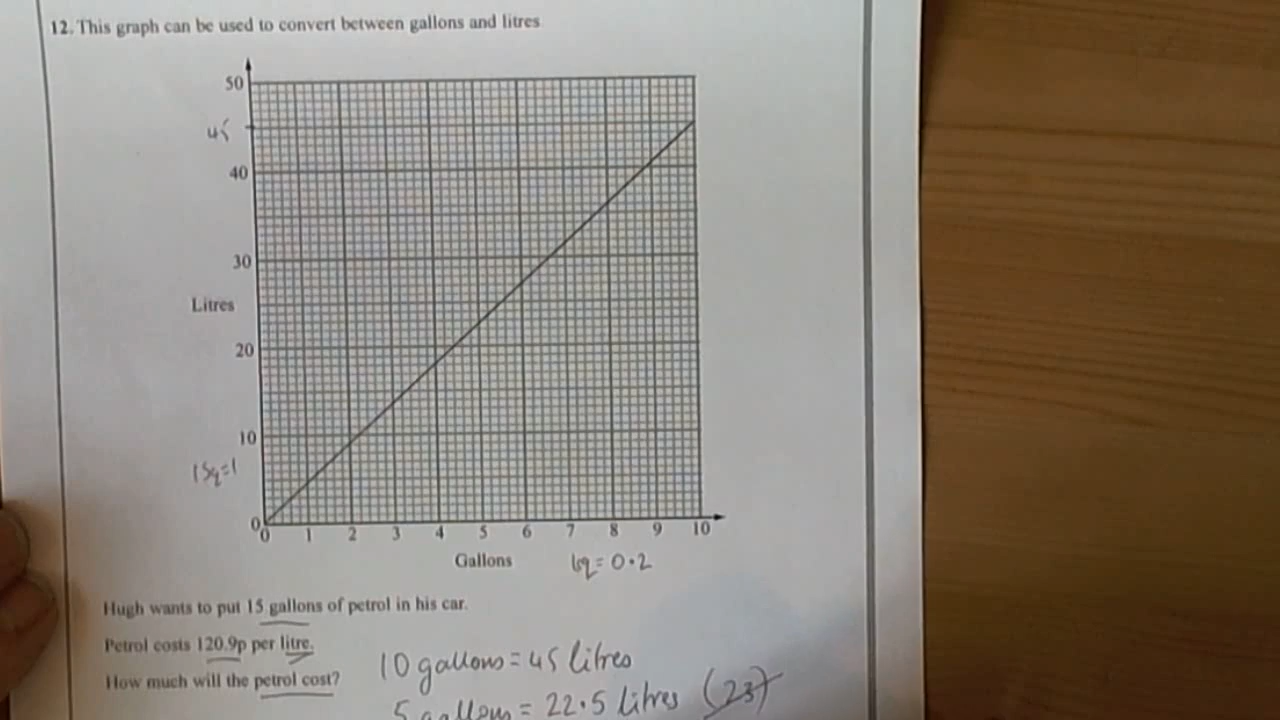 12. This graph can be used to convert between gallons and litres
50
45
40
30
Litres
20
10
1sq=1
0
0 1 2 3 4 5 6 7 8 9 10
Gallons
1sq=0.2
Hugh wants to put 15 gallons of petrol in his car.
Petrol costs 120.9p per litre.
How much will the petrol cost?
10 gallons = 45 litres
5 gallons = 22.5 litres (23)